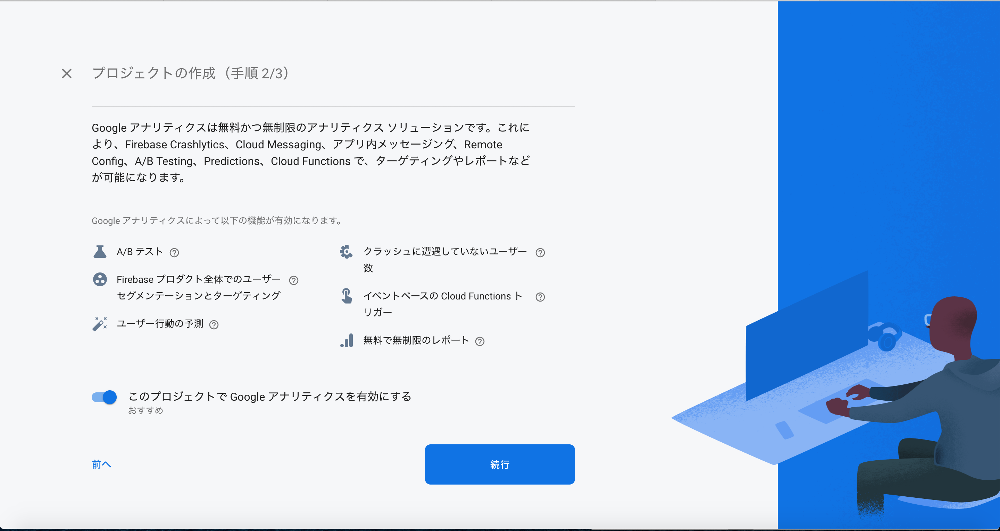 プロジェクトの作成（手順 2/3）
Google アナリティクスは無料かつ無制限のアナリティクス ソリューションです。これに
より、Firebase Crashlytics、Cloud Messaging、アプリ内メッセージング、Remote
Config、A/B Testing、Predictions、Cloud Functions で、ターゲティングやレポートなど
が可能になります。
Google アナリティクスによって以下の機能が有効になります。
A/B テスト
Firebase プロダクト全体でのユーザー
セグメンテーションとターゲティング
ユーザー行動の予測
クラッシュに遭遇していないユーザー
数
イベントベースの Cloud Functions ト
リガー
無料で無制限のレポート
このプロジェクトで Google アナリティクスを有効にする
おすすめ
前へ
続行